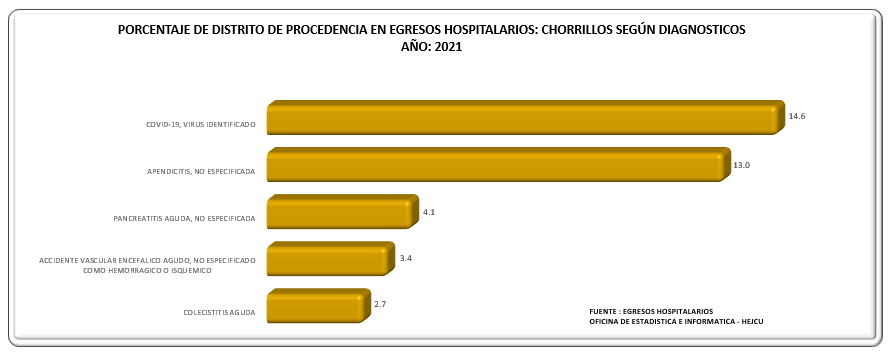 PORCENTAJE DE DISTRITO DE PROCEDENCIA EN EGRESOS HOSPITALARIOS: CHORRILLOS SEGÚN DIAGNOSTICOS
AÑO: 2021
COVID-19, VIRUS IDENTIFICADO
14.6
APENDICITIS, NO ESPECIFICADA
13.0
PANCREATITIS AGUDA, NO ESPECIFICADA
4.1
ACCIDENTE VASCULAR ENCEFALICO AGUDO, NO ESPECIFICADO
COMO HEMORRAGICO O ISQUEMICO
3.4
COLECISTITIS AGUDA
2.7
FUENTE : EGRESOS HOSPITALARIOS
OFICINA DE ESTADISTICA E INFORMATICA - HEJCU